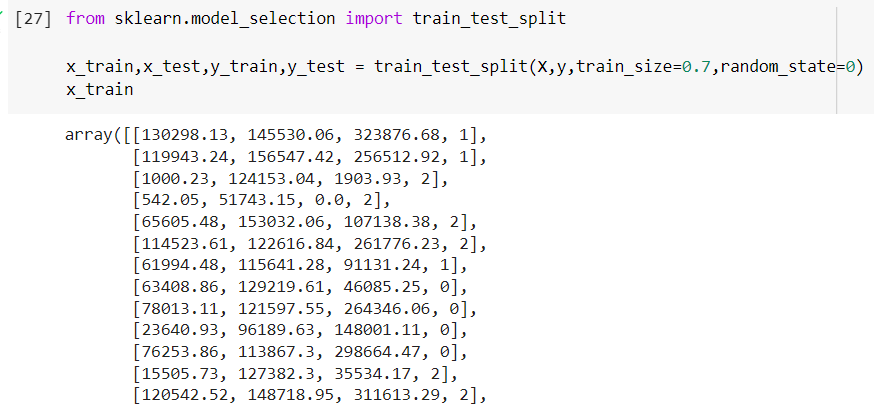 [27] from sklearn.model_selection import train_test_split
x_train,x_test,y_train,y_test = train_test_split(X,y,train_size=0.7,random_state=0)
x_train
array([[130298.13, 145530.06, 323876.68, 1],
[119943.24, 156547.42, 256512.92, 1],
[1000.23, 124153.04, 1903.93, 2],
[542.05, 51743.15, 0.0, 2],
[65605.48, 153032.06, 107138.38, 2],
[114523.61, 122616.84, 261776.23, 2],
[61994.48, 115641.28, 91131.24, 1],
[63408.86, 129219.61, 46085.25, 0],
[78013.11, 121597.55, 264346.06, 0],
[23640.93, 96189.63, 148001.11, 0],
[76253.86, 113867.3, 298664.47, 0],
[15505.73, 127382.3, 35534.17, 2],
[120542.52, 148718.95, 311613.29, 2],